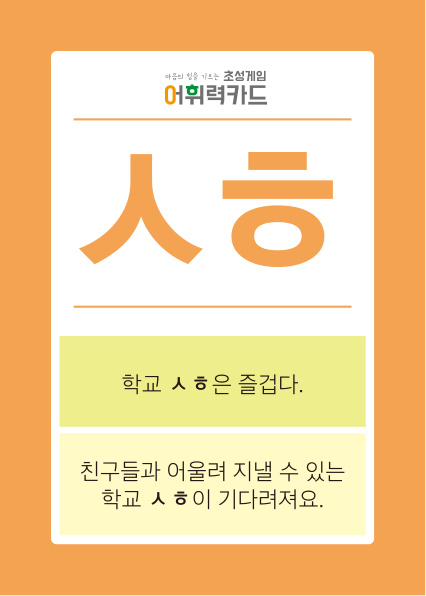 마음의 힘을 기르는 초성게임
어휘력카드
ㅅㅎ
학교 ㅅㅎ은 즐겁다.
친구들과 어울려 지낼 수 있는
학교 ㅅㅎ이 기다려져요.